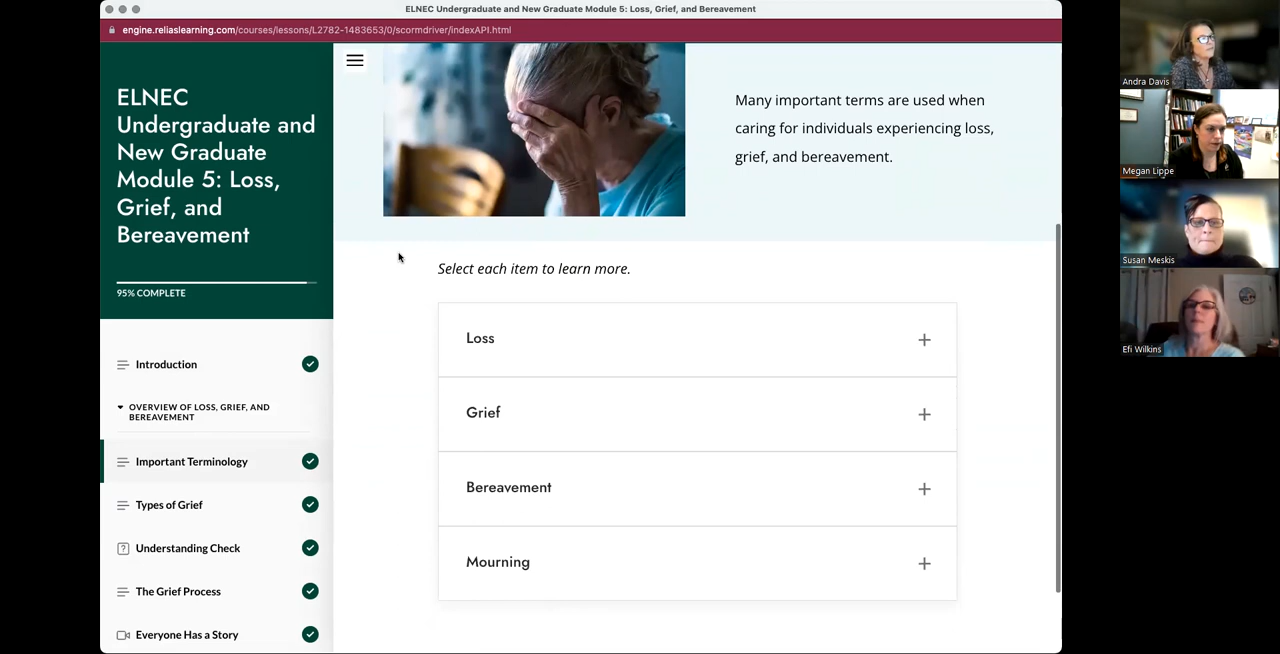 ELNEC Undergraduate and New Graduate Module 5: Loss, Grief, and Bereavement
engine.reliaslearning.com/courses/lessons/L2782-1483653/0/scormdriver/indexAPI.html
ELNEC
Undergraduate and
New Graduate
Module 5: Loss,
Grief, and
Bereavement
95% COMPLETE
Introduction
OVERVIEW OF LOSS, GRIEF, AND
BEREAVEMENT
Important Terminology
Types of Grief
Understanding Check
The Grief Process
Everyone Has a Story
Many important terms are used when
caring for individuals experiencing loss,
grief, and bereavement.
Select each item to learn more.
Loss
Grief
Bereavement
Mourning
Andra Davis
Megan Lippe
Susan Meskis
Efi Wilkins